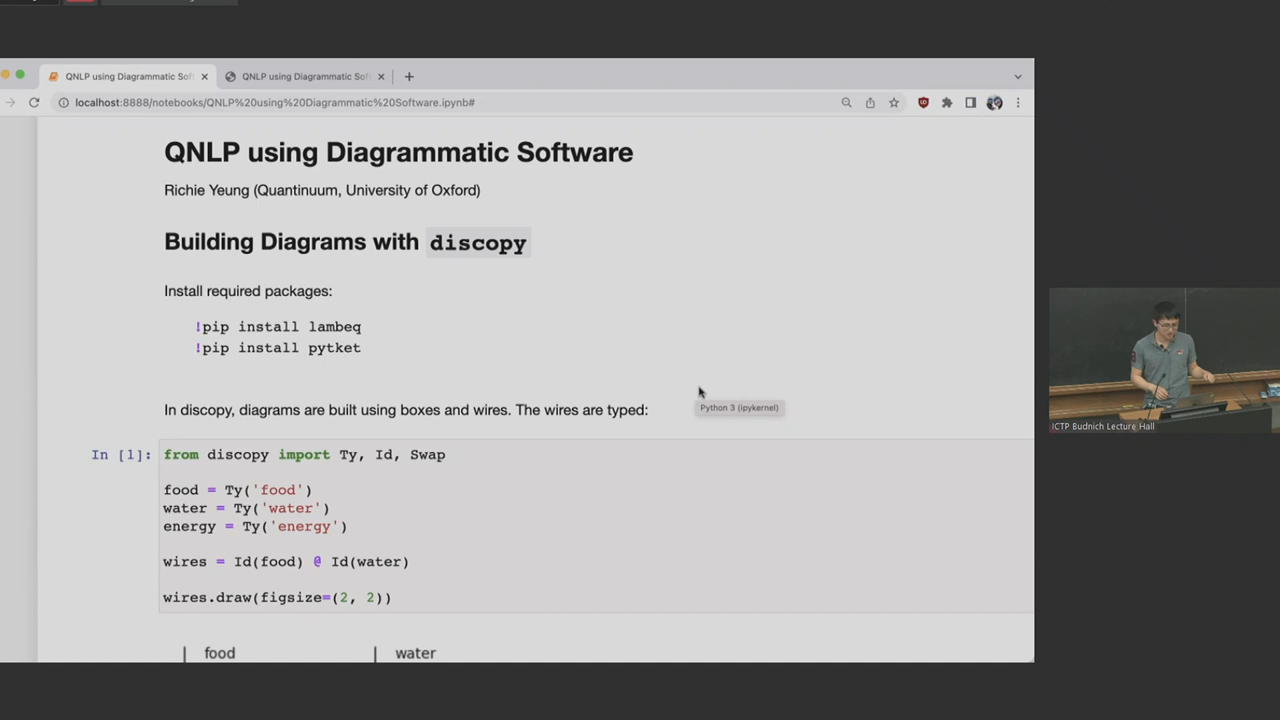 QNLP using Diagrammatic Sof
QNLP using Diagrammatic Sof
localhost:8888/notebooks/QNLP%20using%20Diagrammatic%20Software.ipynb#
QNLP using Diagrammatic Software
Richie Yeung (Quantinuum, University of Oxford)
Building Diagrams with discopy
Install required packages:
!pip install lambeq
!pip install pytket
In discopy, diagrams are built using boxes and wires. The wires are typed:
Python 3 (ipykernel)
ICTP Budnich Lecture Hall
In [1]: from discopy import Ty, Id, Swap
food = Ty('food')
water = Ty('water')
energy = Ty('energy')
wires = Id(food) @ Id(water)
wires.draw(figsize=(2, 2))
food
water